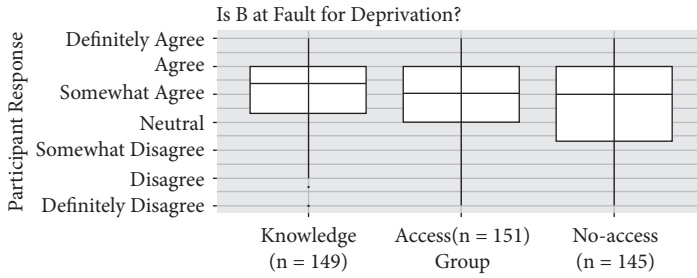 Is B at Fault for Deprivation?
Participant Response
Definitely Agree
Agree
Somewhat Agree
Neutral
Somewhat Disagree
Disagree
Definitely Disagree
Knowledge
(n = 149)
Access(n = 151)
No-access
(n = 145)
Group